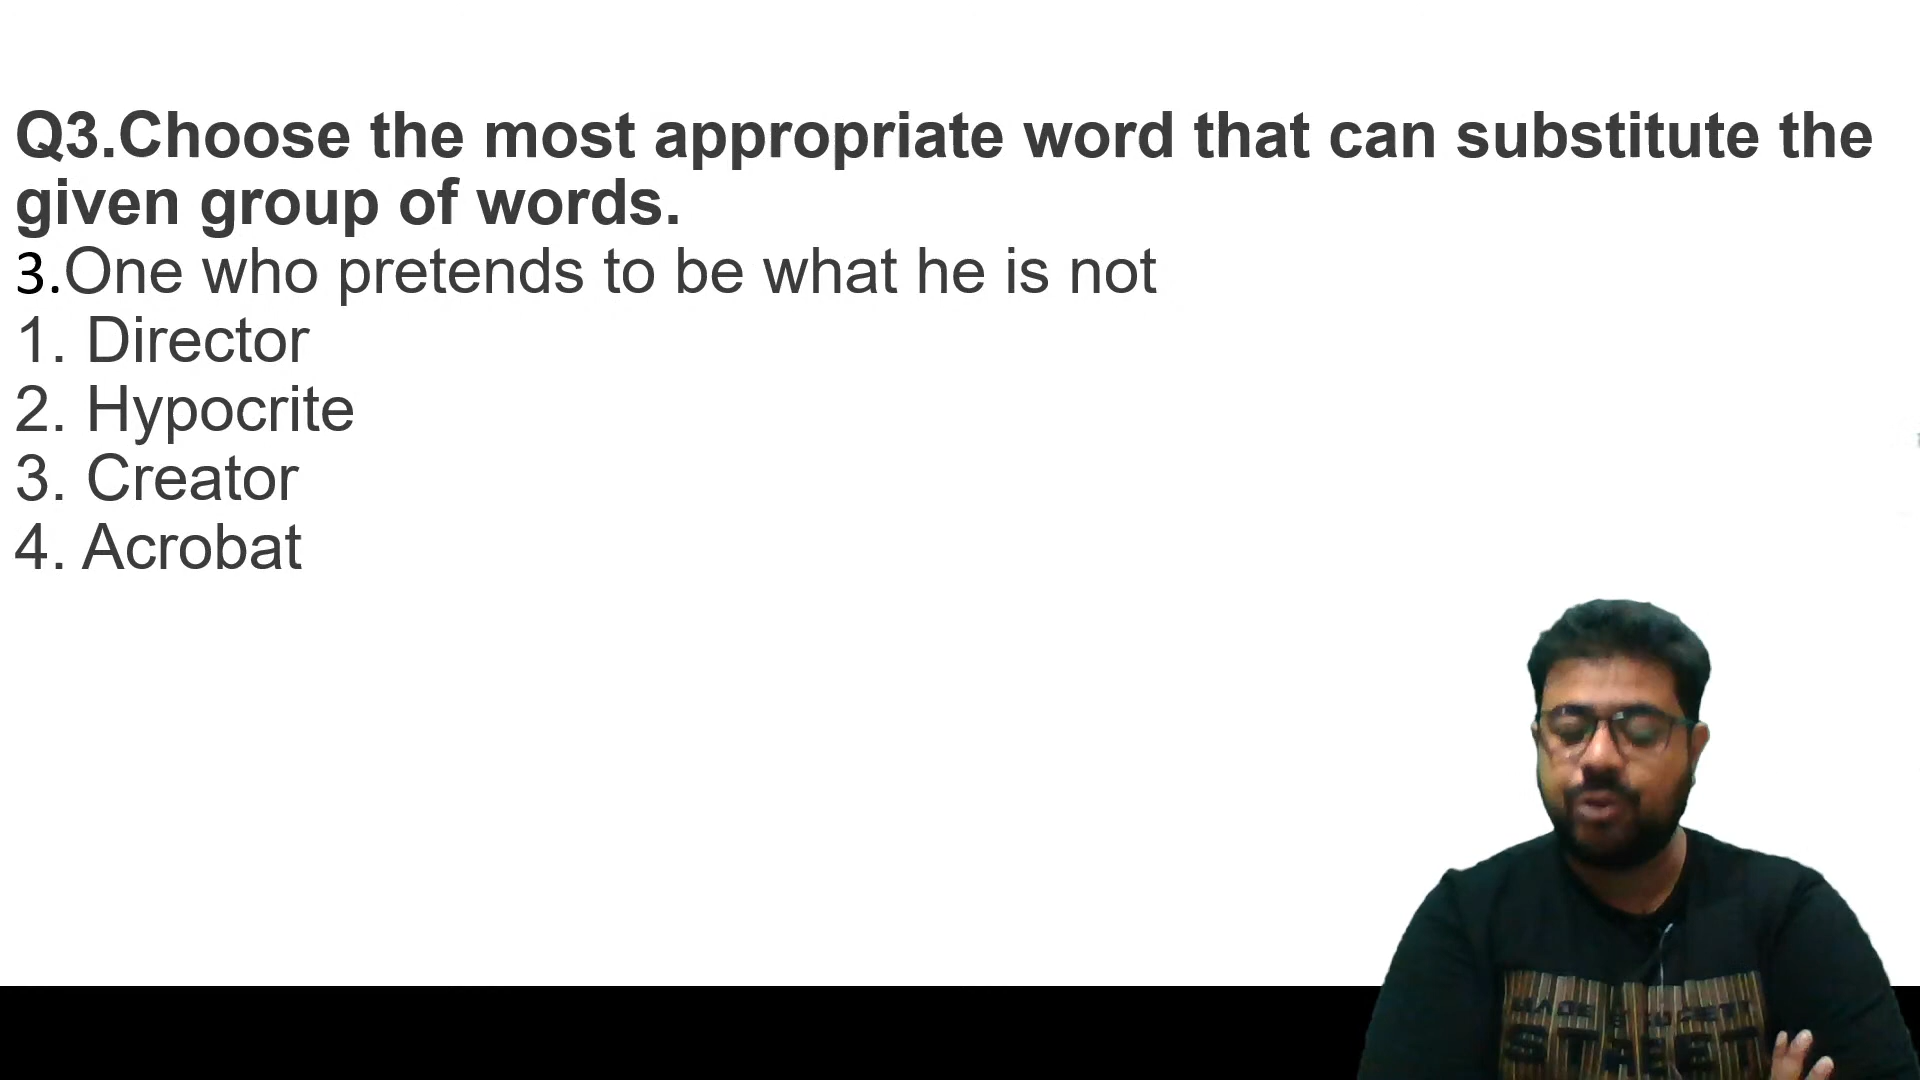 Q3.Choose the most appropriate word that can substitute the
given group of words.
3.One who pretends to be what he is not
1. Director
2. Hypocrite
3. Creator
4. Acrobat
STREET